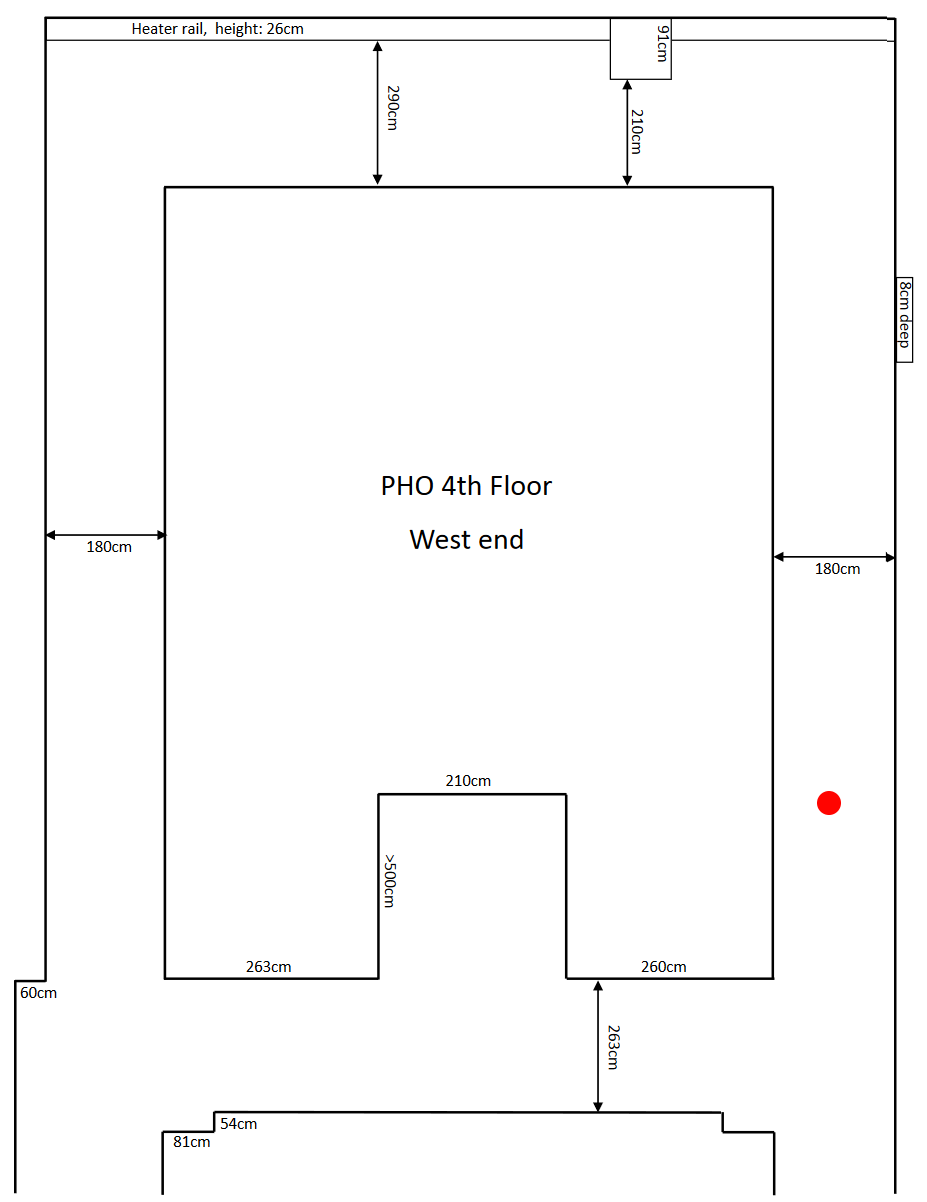 Heater rail,  height: 26cm
91cm
290cm
210cm
8cm deep
PHO 4th Floor
West end
180cm
180cm
210cm
>500cm
263cm
260cm
60cm
263cm
54cm
81cm